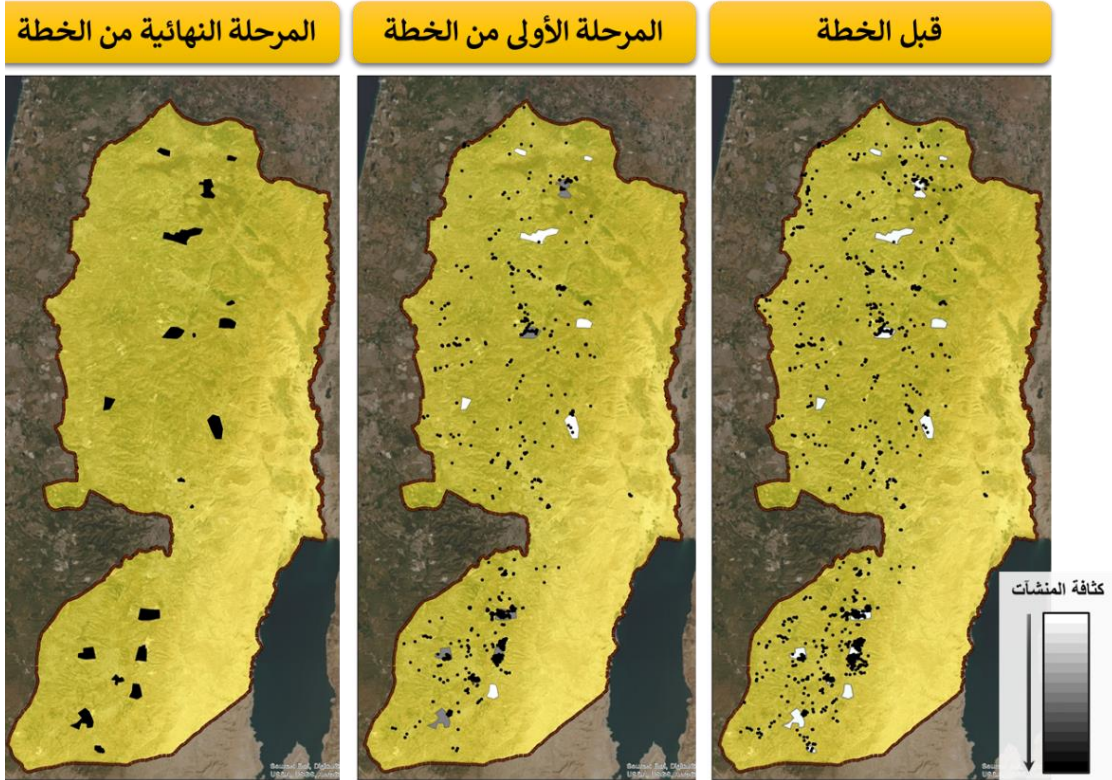 قبل الخطة
المرحلة الأولى من الخطة
المرحلة النهائية من الخطة
كثافة المنشآت